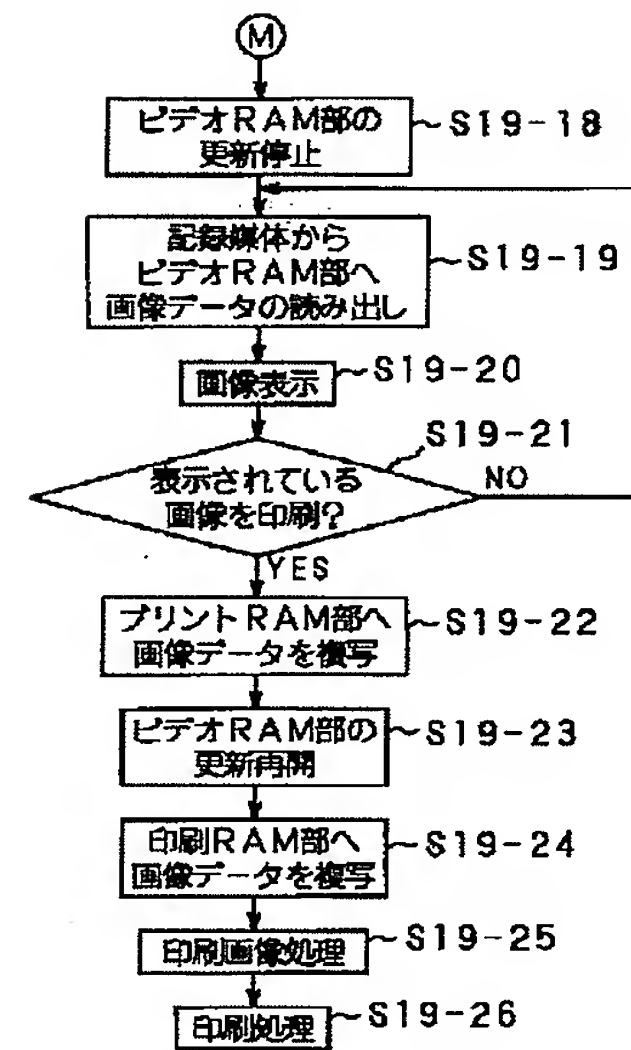 M
ビデオRAM部の
更新停止
S19-18
記録媒体から
ビデオRAM部へ
画像データの読み出し
S19-19
画像表示
S19-20
S19-21
表示されている
画像を印刷?
NO
YES
プリントRAM部へ
画像データを複写
S19-22
ビデオRAM部の
更新再開
S19-23
印刷RAM部へ
画像データを複写
S19-24
印刷画像処理
S19-25
印刷処理
S19-26